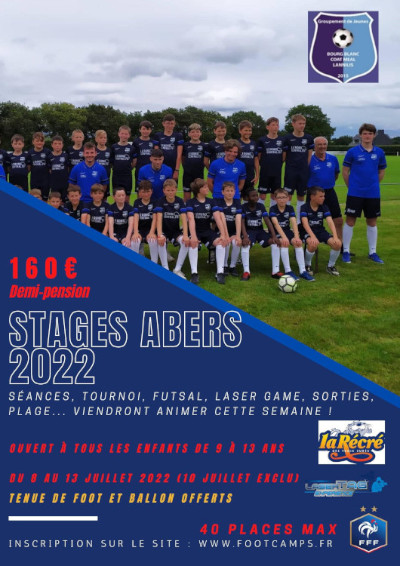 Groupement de Jeunes
BOURG BLANC
COAT MEAL
LANNILIS
2013
160€
Demi-pension
STAGES ABERS
2022
SÉANCES, TOURNOI, FUTSAL, LASER GAME, SORTIES,
PLAGE... VIENDRONT ANIMER CETTE SEMAINE !
laRécré
OUVERT À TOUS LES ENFANTS DE 9 À 13 ANS
DU 8 AU 13 JUILLET 2022 (10 JUILLET EXCLU)
TENUE DE FOOT ET BALLON OFFERTS
40 PLACES MAX
INSCRIPTION SUR LE SITE : WWW.FOOTCAMPS.FR
FFF